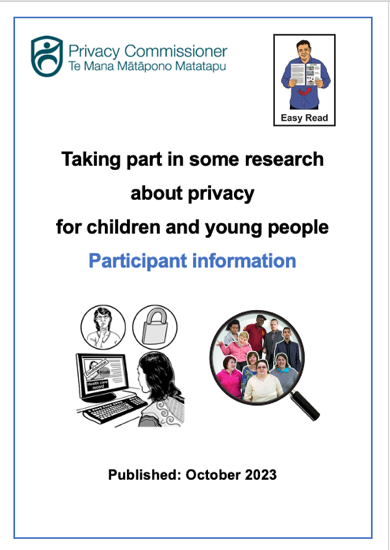 Privacy Commissioner
Te Mana Mātāpono Matatapu
Easy Read
Taking part in some research
about privacy
for children and young people
Participant information
Published: October 2023